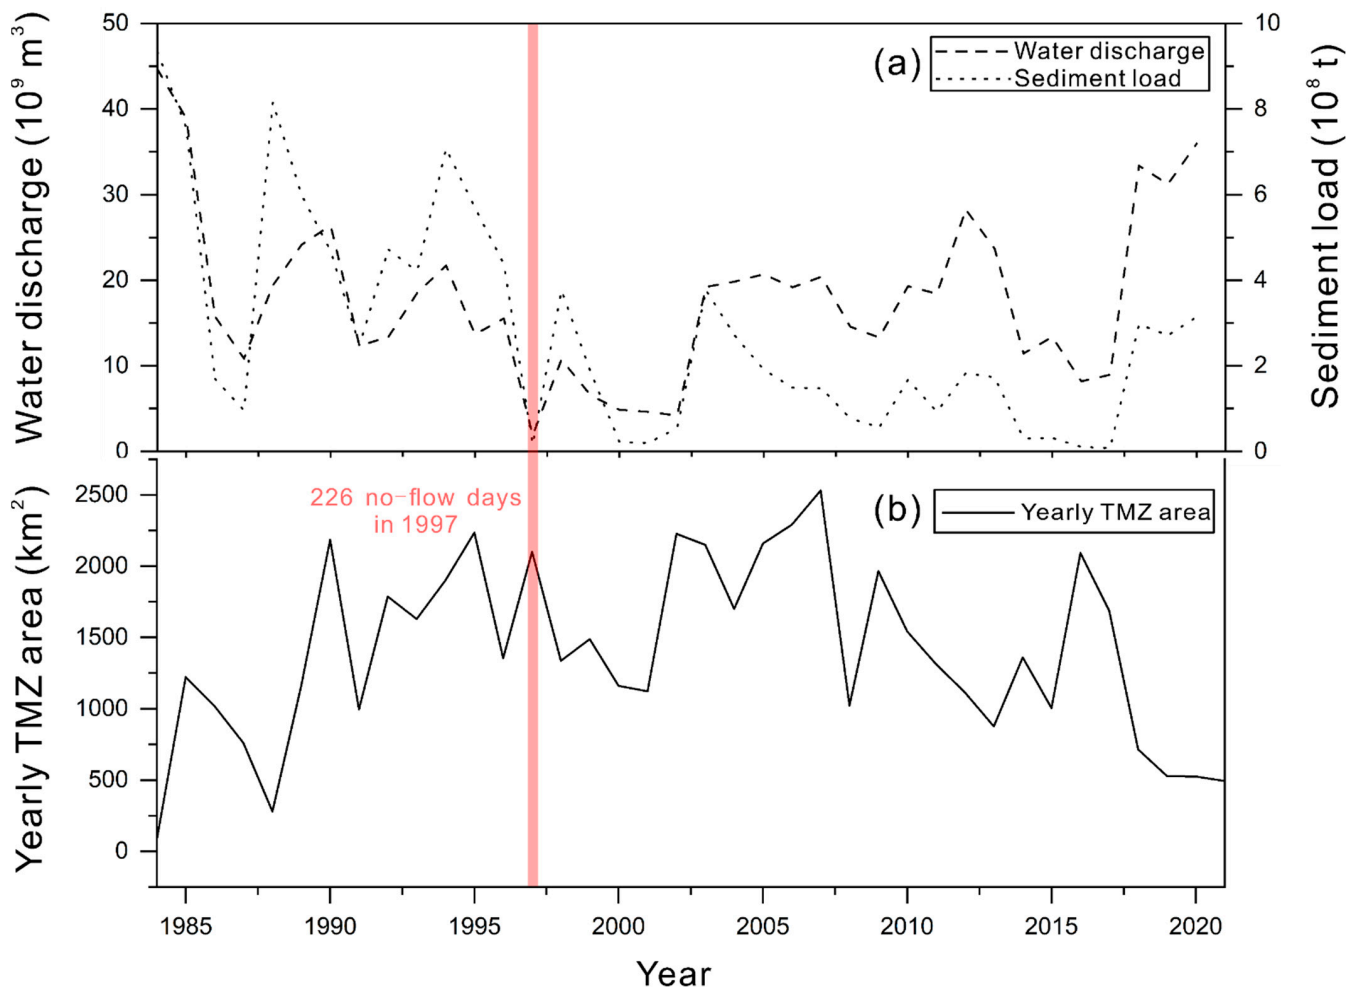 Water discharge (10⁹ m³)
50
40
30
20
10
0
(a)
Water discharge
Sediment load
10
8
6
4
2
0
Sediment load (10⁸ t)
Yearly TMZ area (km²)
2500
2000
1500
1000
500
0
226 no-flow days
in 1997
(b)
Yearly TMZ area
1985 1990 1995 2000 2005 2010 2015 2020
Year